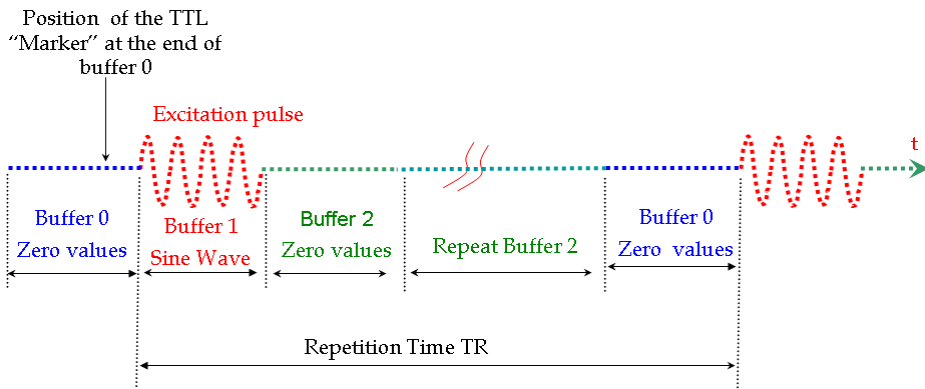 Position of the TTL
“Marker” at the end of
buffer 0
Excitation pulse
t
Buffer 0
Zero values
Buffer 1
Sine Wave
Buffer 2
Zero values
Repeat Buffer 2
Buffer 0
Zero values
Repetition Time TR